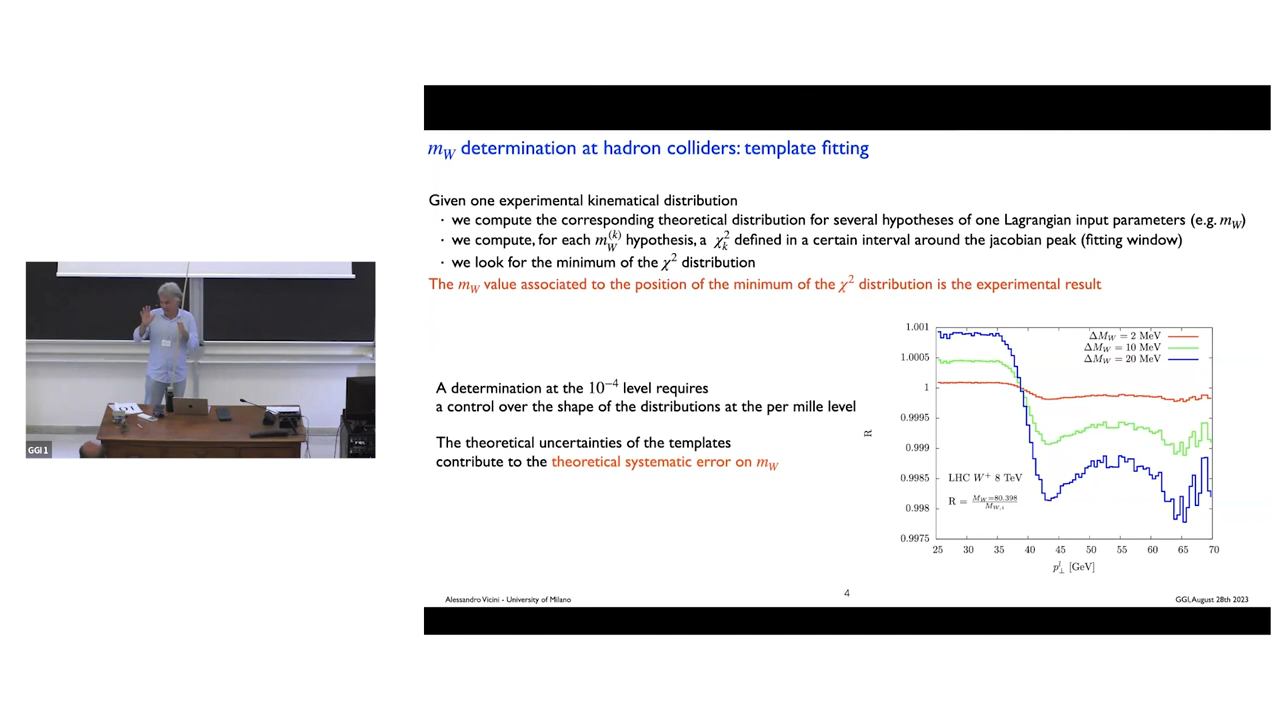 m_W determination at hadron colliders: template fitting
Given one experimental kinematical distribution
· we compute the corresponding theoretical distribution for several hypotheses of one Lagrangian input parameters (e.g. m_W)
· we compute, for each m_W^(k) hypothesis, a χ_k^2 defined in a certain interval around the jacobian peak (fitting window)
· we look for the minimum of the χ^2 distribution
The m_W value associated to the position of the minimum of the χ^2 distribution is the experimental result
A determination at the 10^−4 level requires
a control over the shape of the distributions at the per mille level
The theoretical uncertainties of the templates
contribute to the theoretical systematic error on m_W
1.001
1.0005
1
0.9995
0.999
0.9985
0.998
0.9975
R
ΔM_W = 2 MeV
ΔM_W = 10 MeV
ΔM_W = 20 MeV
LHC W^+ 8 TeV
R = M_W=80.398 / M_W,i
25 30 35 40 45 50 55 60 65 70
p_⊥^l [GeV]
Alessandro Vicini - University of Milano
4
GGI, August 28th 2023
GGI 1